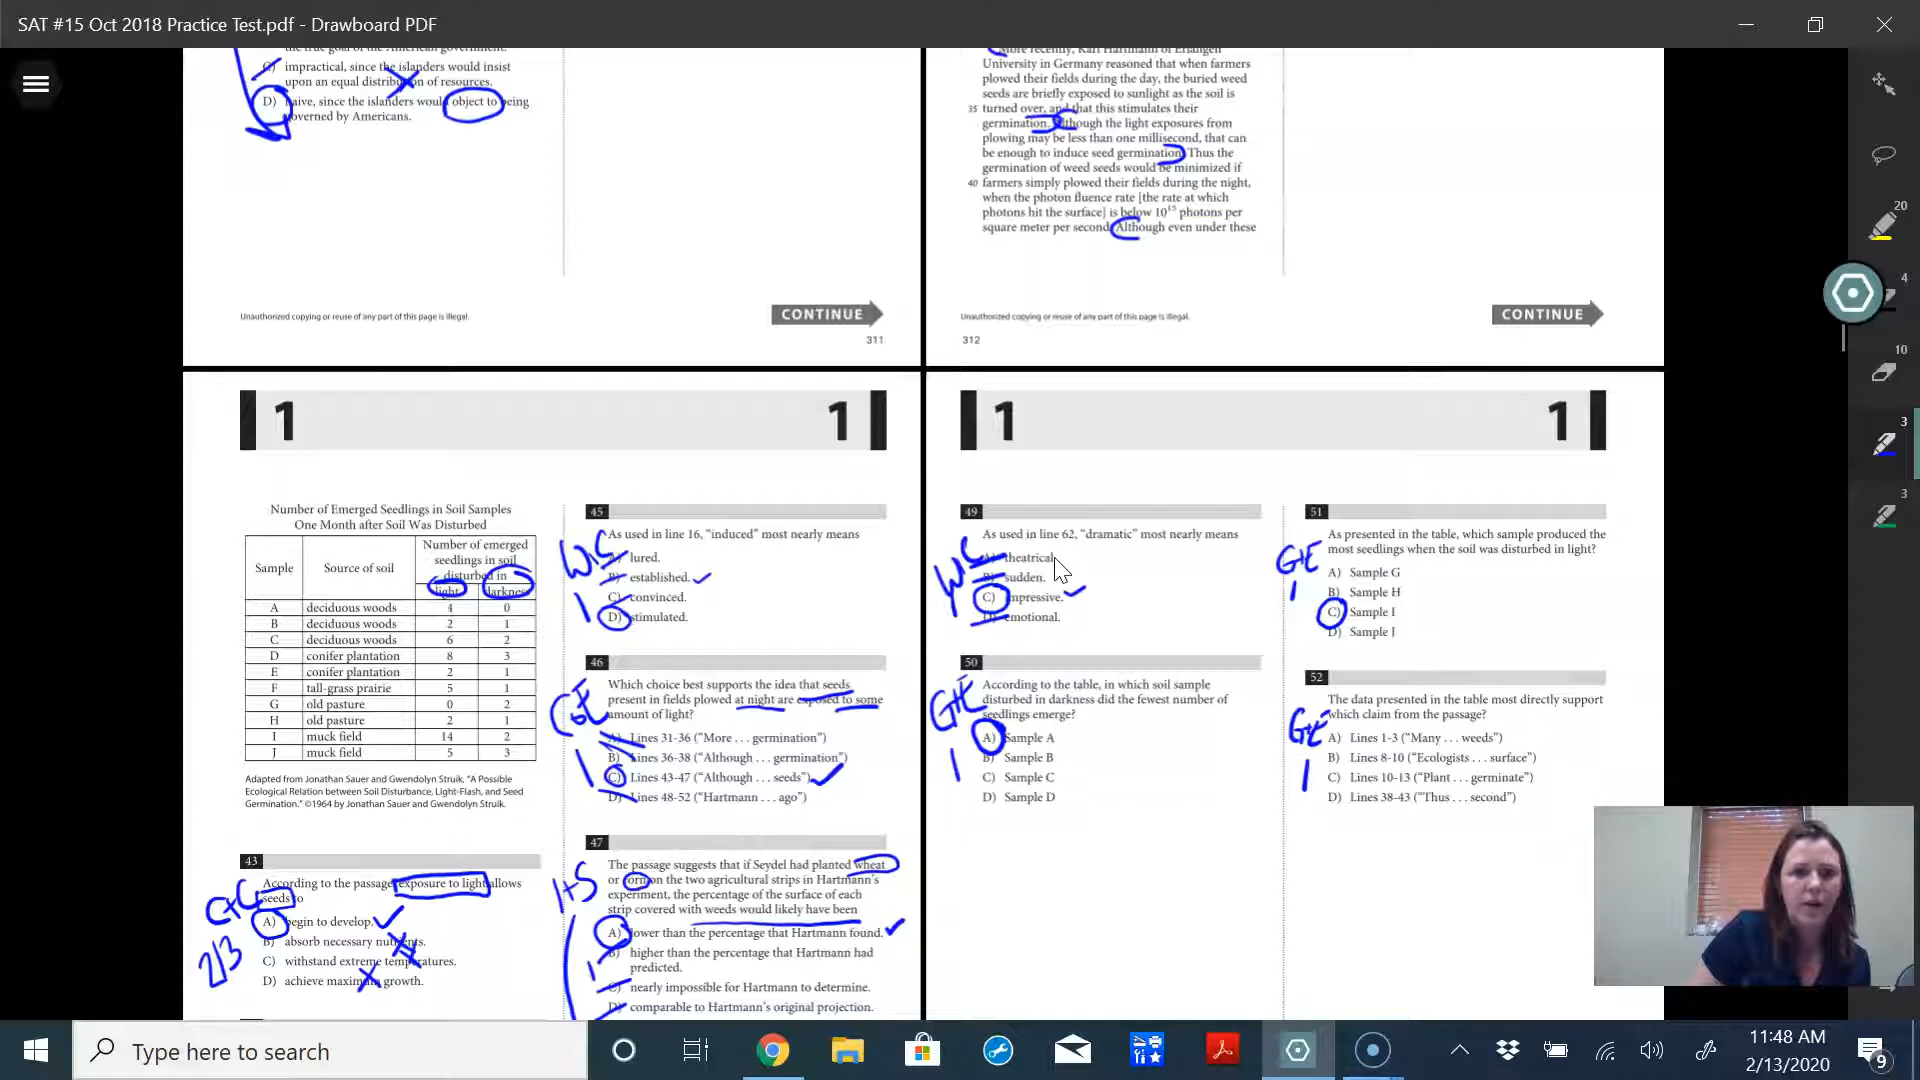 SAT #15 Oct 2018 Practice Test.pdf - Drawboard PDF
the true goal of the American government.
C) impractical, since the islanders would insist
upon an equal distribution of resources.
D) naive, since the islanders would object to being
governed by Americans.
Unauthorized copying or reuse of any part of this page is illegal.
CONTINUE
311
More recently, Karl Hartmann of Erlangen
University in Germany reasoned that when farmers
plowed their fields during the day, the buried weed
seeds are briefly exposed to sunlight as the soil is
35 turned over, and that this stimulates their
germination. Although the light exposures from
plowing may be less than one millisecond, that can
be enough to induce seed germination. Thus the
germination of weed seeds would be minimized if
40 farmers simply plowed their fields during the night,
when the photon fluence rate [the rate at which
photons hit the surface] is below 10¹⁵ photons per
square meter per second. Although even under these
Unauthorized copying or reuse of any part of this page is illegal.
CONTINUE
312
1 1
Number of Emerged Seedlings in Soil Samples
One Month after Soil Was Disturbed
Sample Source of soil Number of emerged seedlings in soil disturbed in
light darkness
A deciduous woods 4 0
B deciduous woods 2 1
C deciduous woods 6 2
D conifer plantation 8 3
E conifer plantation 2 1
F tall-grass prairie 5 1
G old pasture 0 2
H old pasture 2 1
I muck field 14 2
J muck field 5 3
Adapted from Jonathan Sauer and Gwendolyn Struik, "A Possible
Ecological Relation between Soil Disturbance, Light-Flash, and Seed
Germination." ©1964 by Jonathan Sauer and Gwendolyn Struik.
43
According to the passage, exposure to light allows
seeds to
A) begin to develop.
B) absorb necessary nutrients.
C) withstand extreme temperatures.
D) achieve maximum growth.
2/3
45
As used in line 16, "induced" most nearly means
A) lured.
B) established.
C) convinced.
D) stimulated.
WIC
1
46
Which choice best supports the idea that seeds
present in fields plowed at night are exposed to some
amount of light?
A) Lines 31-36 ("More . . . germination")
B) Lines 36-38 ("Although . . . germination")
C) Lines 43-47 ("Although . . . seeds")
D) Lines 48-52 ("Hartmann . . . ago")
COE
1
47
The passage suggests that if Seydel had planted wheat
or corn on the two agricultural strips in Hartmann's
experiment, the percentage of the surface of each
strip covered with weeds would likely have been
A) lower than the percentage that Hartmann found.
B) higher than the percentage that Hartmann had
predicted.
C) nearly impossible for Hartmann to determine.
D) comparable to Hartmann's original projection.
1 1
49
As used in line 62, "dramatic" most nearly means
A) theatrical.
B) sudden.
C) impressive.
D) emotional.
WIC
50
According to the table, in which soil sample
disturbed in darkness did the fewest number of
seedlings emerge?
A) Sample A
B) Sample B
C) Sample C
D) Sample D
G+E
1
51
As presented in the table, which sample produced the
most seedlings when the soil was disturbed in light?
A) Sample G
B) Sample H
C) Sample I
D) Sample J
G+E
1
52
The data presented in the table most directly support
which claim from the passage?
A) Lines 1-3 ("Many . . . weeds")
B) Lines 8-10 ("Ecologists . . . surface")
C) Lines 10-13 ("Plant . . . germinate")
D) Lines 38-43 ("Thus . . . second")
G+E
1
20
4
10
3
3
Type here to search
11:48 AM
2/13/2020
9